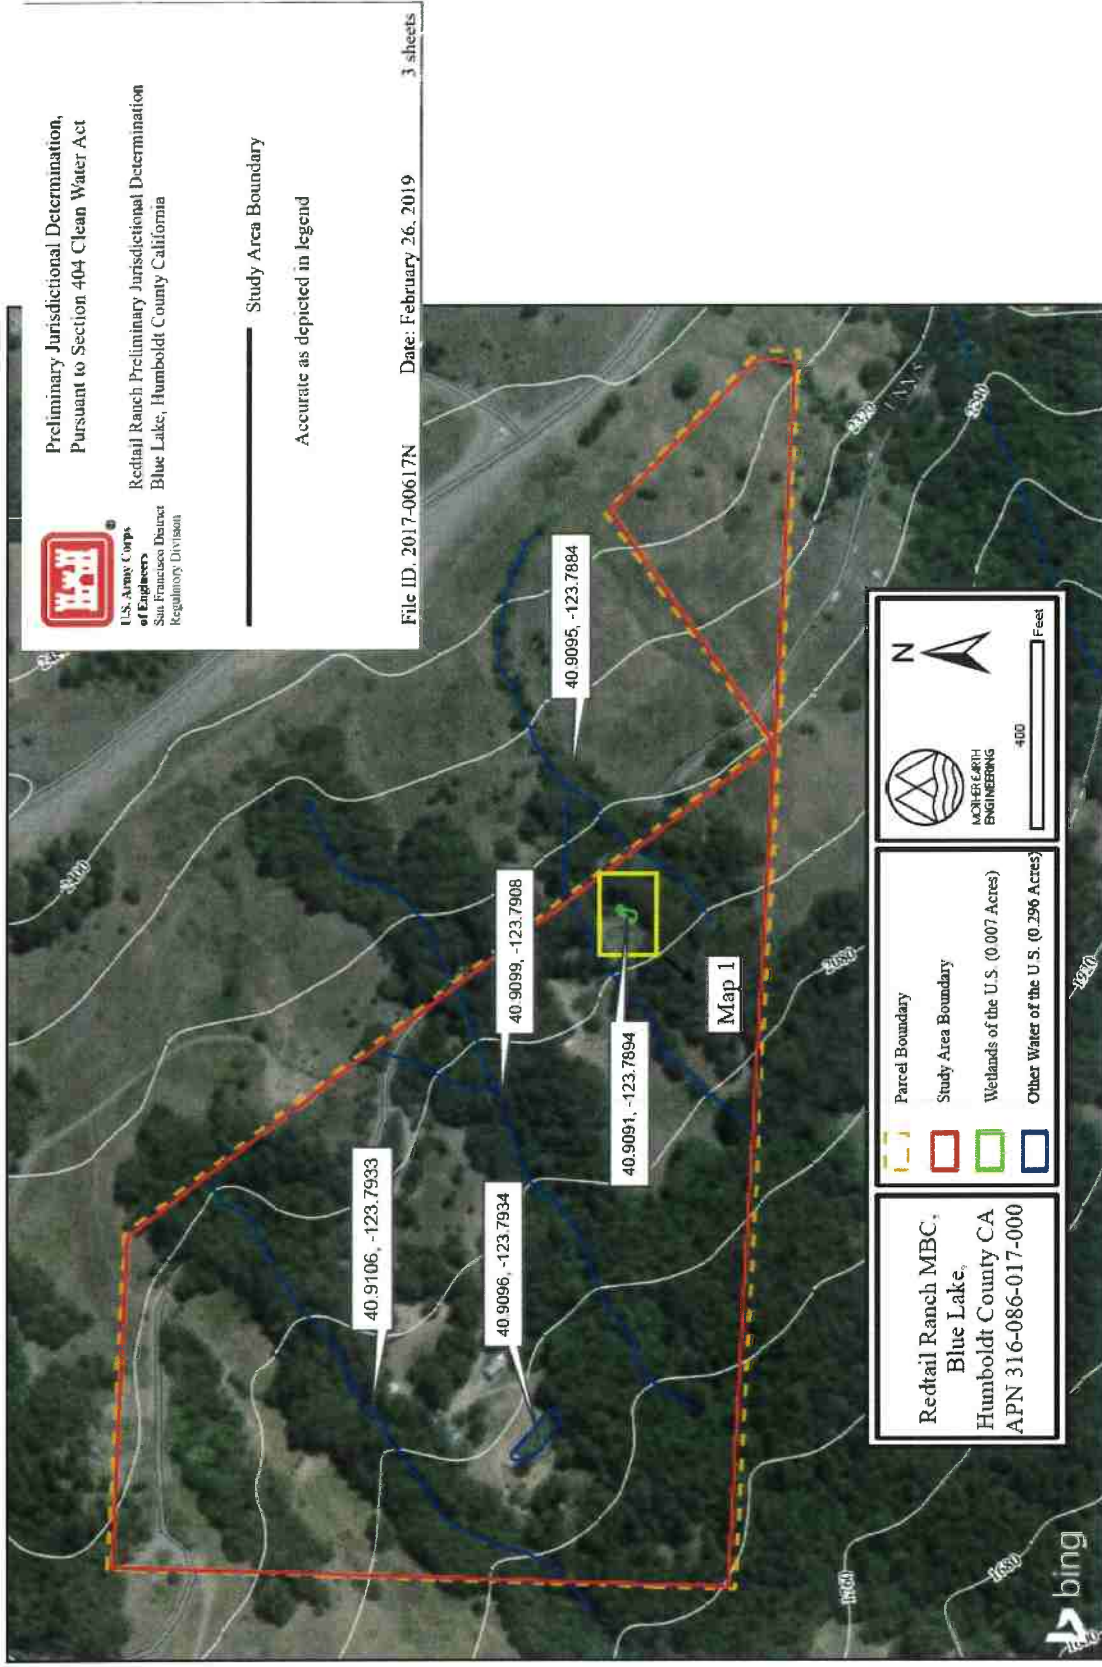 Preliminary Jurisdictional Determination,
Pursuant to Section 404 Clean Water Act
U.S. Army Corps
of Engineers
San Francisco District
Regulatory Division
Redtail Ranch Preliminary Jurisdictional Determination
Blue Lake, Humboldt County California
Study Area Boundary
Accurate as depicted in legend
File ID. 2017-00617N
Date: February 26, 2019
3 sheets
40.9106, -123.7933
40.9096, -123.7934
40.9099, -123.7908
40.9091, -123.7894
40.9095, -123.7884
Map 1
2400
2320
2080
1920
1680
Redtail Ranch MBC,
Blue Lake,
Humboldt County CA
APN 316-086-017-000
Parcel Boundary
Study Area Boundary
Wetlands of the U.S. (0.007 Acres)
Other Water of the U.S. (0.296 Acres)
MOTHER EARTH
ENGINEERING
N
400
Feet
bing